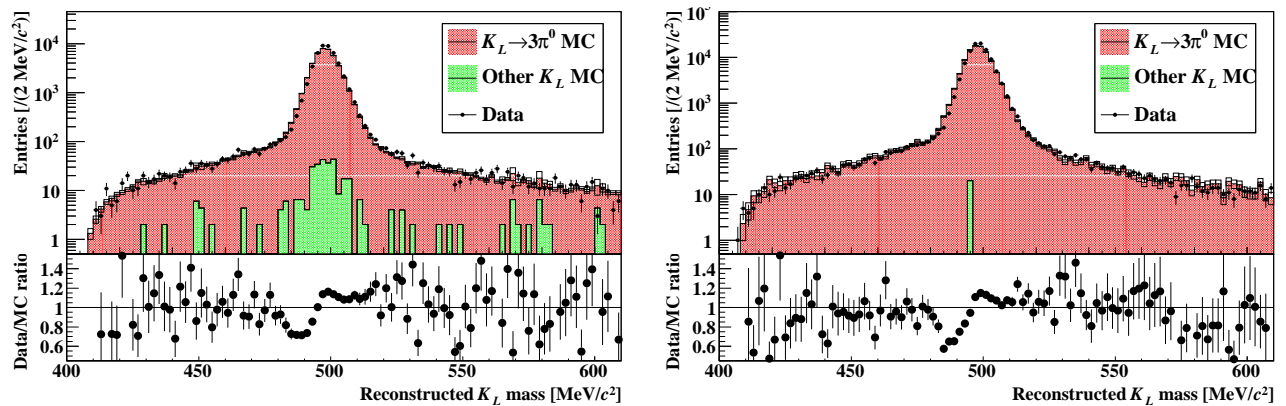 Entries [/(2 MeV/c²)]
10⁴
10³
10²
10
1
K_L→3π⁰ MC
Other K_L MC
Data
Data/MC ratio
1.4
1.2
1
0.8
0.6
400 450 500 550 600
Reconstructed K_L mass [MeV/c²]
Entries [/(2 MeV/c²)]
10⁵
10⁴
10³
10²
10
1
K_L→3π⁰ MC
Other K_L MC
Data
Data/MC ratio
1.4
1.2
1
0.8
0.6
400 450 500 550 600
Reconstructed K_L mass [MeV/c²]